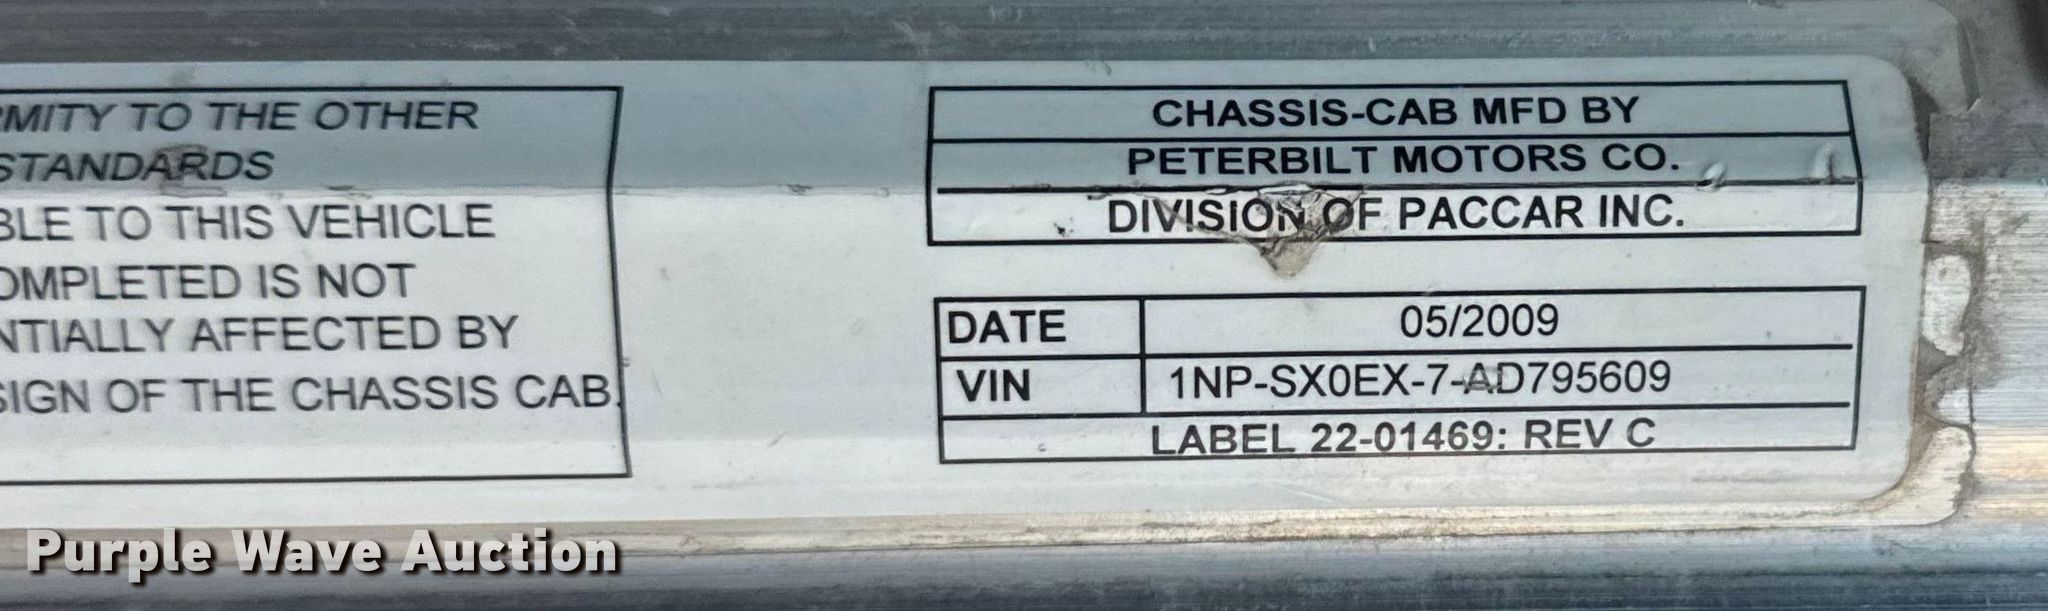 RMITY TO THE OTHER
STANDARDS
BLE TO THIS VEHICLE
OMPLETED IS NOT
NTIALLY AFFECTED BY
SIGN OF THE CHASSIS CAB.
CHASSIS-CAB MFD BY
PETERBILT MOTORS CO.
DIVISION OF PACCAR INC.
DATE 05/2009
VIN 1NP-SX0EX-7-AD795609
LABEL 22-01469: REV C
Purple Wave Auction